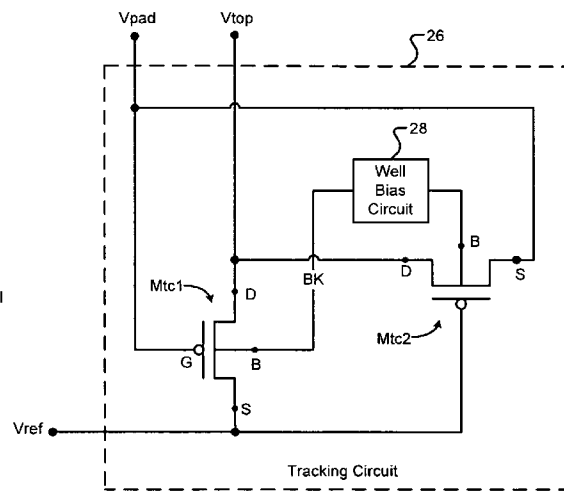 Vpad
Vtop
26
28
Well
Bias
Circuit
B
D
S
BK
Mtc1
D
Mtc2
G
B
S
Vref
Tracking Circuit